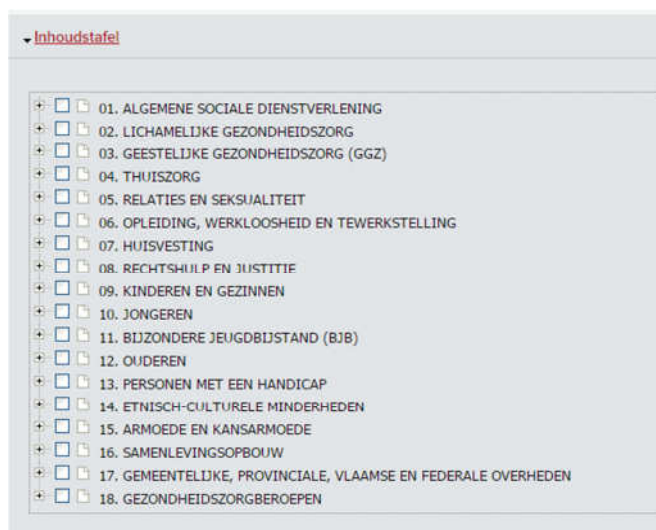 Inhoudstafel
01. ALGEMENE SOCIALE DIENSTVERLENING
02. LICHAMELIJKE GEZONDHEIDSZORG
03. GEESTELIJKE GEZONDHEIDSZORG (GGZ)
04. THUISZORG
05. RELATIES EN SEKSUALITEIT
06. OPLEIDING, WERKLOOSHEID EN TEWERKSTELLING
07. HUISVESTING
08. RECHTSHULP EN JUSTITIE
09. KINDEREN EN GEZINNEN
10. JONGEREN
11. BIJZONDERE JEUGDBIJSTAND (BJB)
12. OUDEREN
13. PERSONEN MET EEN HANDICAP
14. ETNISCH-CULTURELE MINDERHEDEN
15. ARMOEDE EN KANSARMOEDE
16. SAMENLEVINGSOPBOUW
17. GEMEENTELIJKE, PROVINCIALE, VLAAMSE EN FEDERALE OVERHEDEN
18. GEZONDHEIDSZORGBEROEPEN